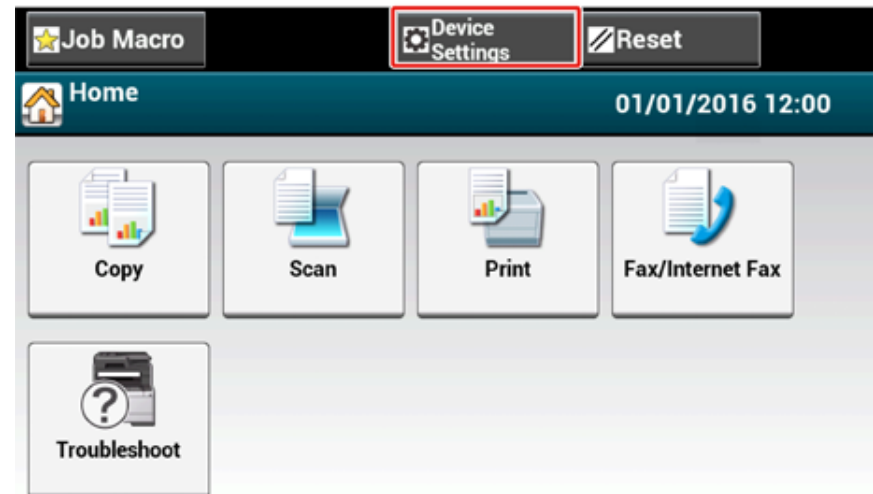 Job Macro
Device
Settings
Reset
Home
01/01/2016 12:00
Copy
Scan
Print
Fax/Internet Fax
Troubleshoot